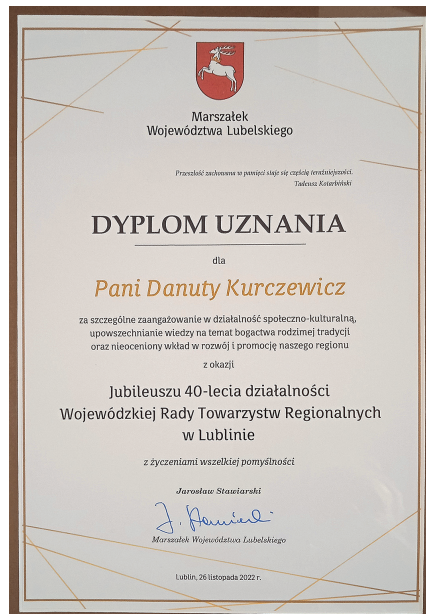 Marszałek
Województwa Lubelskiego
Przeszłość zachowana w pamięci staje się częścią teraźniejszości.
Tadeusz Kotarbiński
DYPLOM UZNANIA
dla
Pani Danuty Kurczewicz
za szczególne zaangażowanie w działalność społeczno-kulturalną,
upowszechnianie wiedzy na temat bogactwa rodzimej tradycji
oraz nieoceniony wkład w rozwój i promocję naszego regionu
z okazji
Jubileuszu 40-lecia działalności
Wojewódzkiej Rady Towarzystw Regionalnych
w Lublinie
z życzeniami wszelkiej pomyślności
Jarosław Stawiarski
J. Stawiarski
Marszałek Województwa Lubelskiego
Lublin, 26 listopada 2022 r.